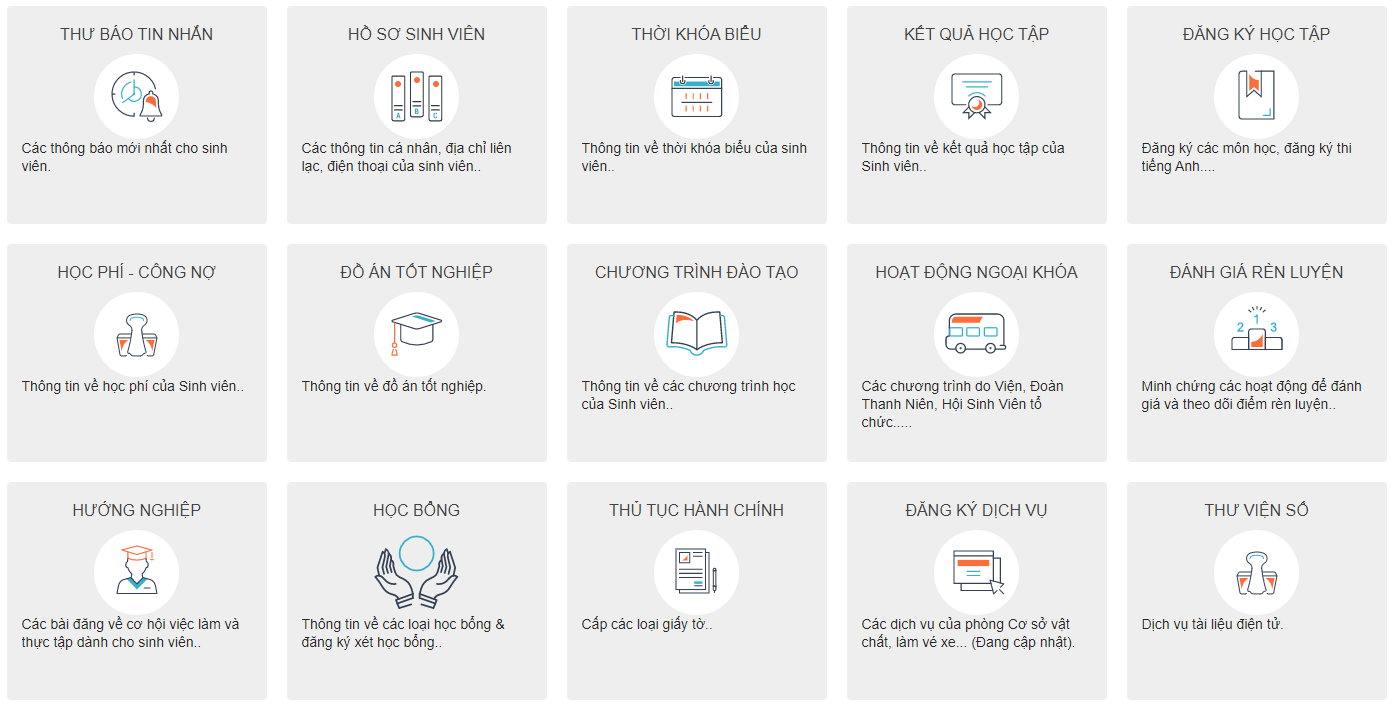 THƯ BÁO TIN NHẮN
Các thông báo mới nhất cho sinh
viên.
HỒ SƠ SINH VIÊN
A B C
Các thông tin cá nhân, địa chỉ liên
lạc, điện thoại của sinh viên..
THỜI KHÓA BIỂU
Thông tin về thời khóa biểu của sinh
viên..
KẾT QUẢ HỌC TẬP
Thông tin về kết quả học tập của
Sinh viên..
ĐĂNG KÝ HỌC TẬP
Đăng ký các môn học, đăng ký thi
tiếng Anh....
HỌC PHÍ - CÔNG NỢ
Thông tin về học phí của Sinh viên..
ĐỒ ÁN TỐT NGHIỆP
Thông tin về đồ án tốt nghiệp.
CHƯƠNG TRÌNH ĐÀO TẠO
Thông tin về các chương trình học
của Sinh viên..
HOẠT ĐỘNG NGOẠI KHÓA
Các chương trình do Viện, Đoàn
Thanh Niên, Hội Sinh Viên tổ
chức.....
ĐÁNH GIÁ RÈN LUYỆN
2 1 3
Minh chứng các hoạt động để đánh
giá và theo dõi điểm rèn luyện..
HƯỚNG NGHIỆP
Các bài đăng về cơ hội việc làm và
thực tập dành cho sinh viên..
HỌC BỔNG
Thông tin về các loại học bổng &
đăng ký xét học bổng..
THỦ TỤC HÀNH CHÍNH
Cấp các loại giấy tờ..
ĐĂNG KÝ DỊCH VỤ
Các dịch vụ của phòng Cơ sở vật
chất, làm vé xe... (Đang cập nhật).
THƯ VIỆN SỐ
Dịch vụ tài liệu điện tử.